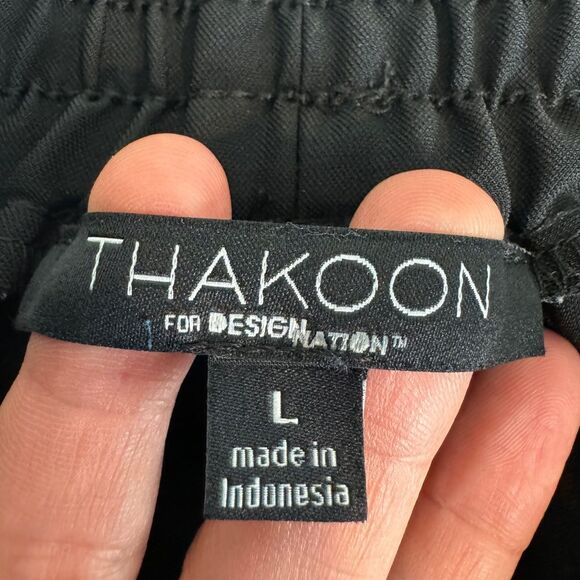 THAKOON
FOR DESIGNNATION™
L
made in
Indonesia